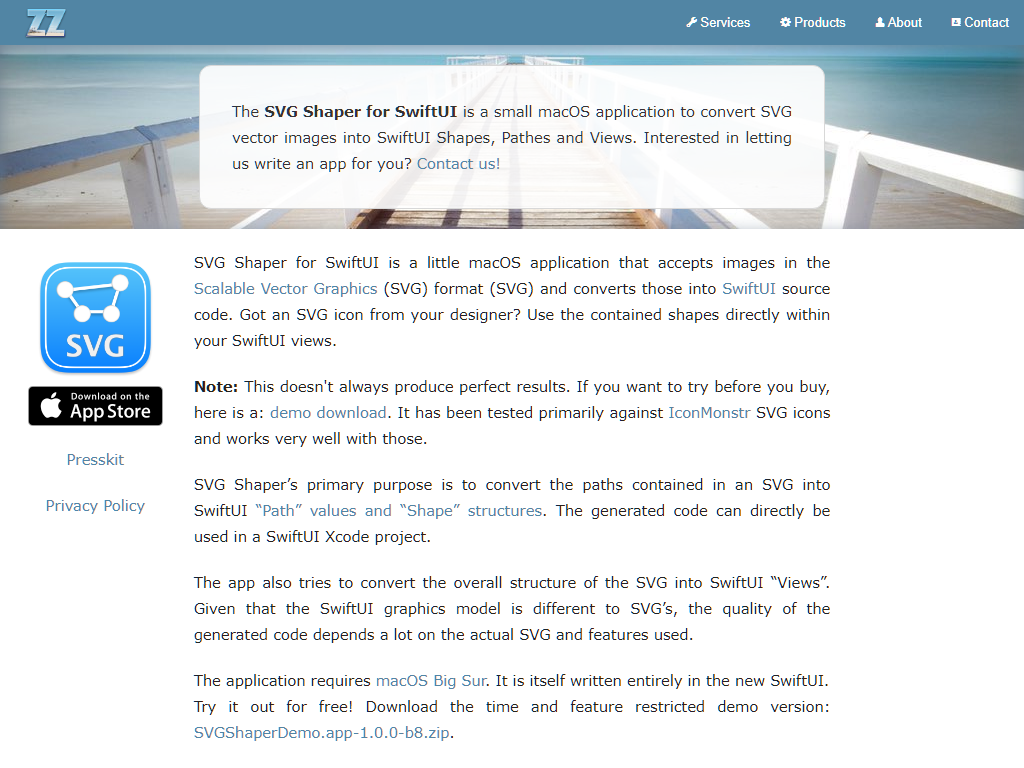 ZZ
Services
Products
About
Contact
The SVG Shaper for SwiftUI is a small macOS application to convert SVG
vector images into SwiftUI Shapes, Pathes and Views. Interested in letting
us write an app for you? Contact us!
SVG
Download on the
App Store
Presskit
Privacy Policy
SVG Shaper for SwiftUI is a little macOS application that accepts images in the
Scalable Vector Graphics (SVG) format (SVG) and converts those into SwiftUI source
code. Got an SVG icon from your designer? Use the contained shapes directly within
your SwiftUI views.
Note: This doesn't always produce perfect results. If you want to try before you buy,
here is a: demo download. It has been tested primarily against IconMonstr SVG icons
and works very well with those.
SVG Shaper’s primary purpose is to convert the paths contained in an SVG into
SwiftUI “Path” values and “Shape” structures. The generated code can directly be
used in a SwiftUI Xcode project.
The app also tries to convert the overall structure of the SVG into SwiftUI “Views”.
Given that the SwiftUI graphics model is different to SVG’s, the quality of the
generated code depends a lot on the actual SVG and features used.
The application requires macOS Big Sur. It is itself written entirely in the new SwiftUI.
Try it out for free! Download the time and feature restricted demo version:
SVGShaperDemo.app-1.0.0-b8.zip.